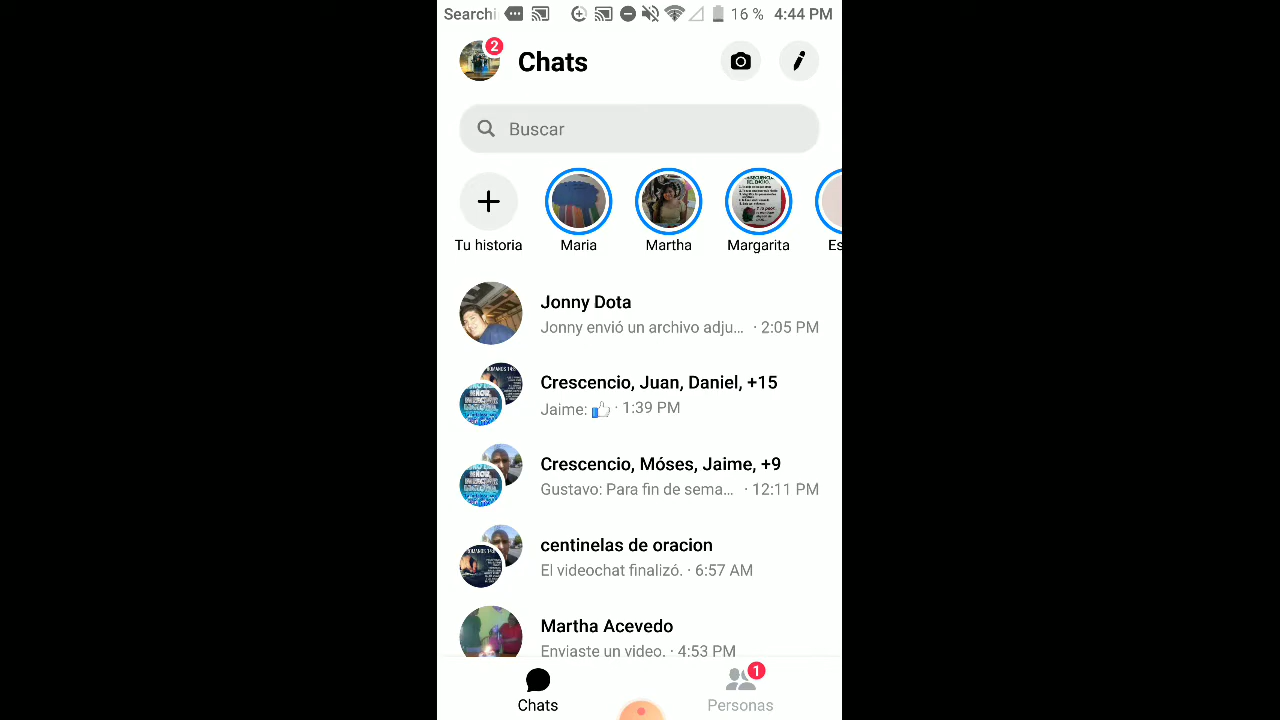 Searchi 16 % 4:44 PM
2 Chats
Buscar
Tu historia Maria Martha Margarita Es
Jonny Dota
Jonny envió un archivo adju... · 2:05 PM
Crescencio, Juan, Daniel, +15
Jaime: 👍 · 1:39 PM
Crescencio, Móses, Jaime, +9
Gustavo: Para fin de sema... · 12:11 PM
centinelas de oracion
El videochat finalizó. · 6:57 AM
Martha Acevedo
Enviaste un video. · 4:53 PM
1
Chats Personas